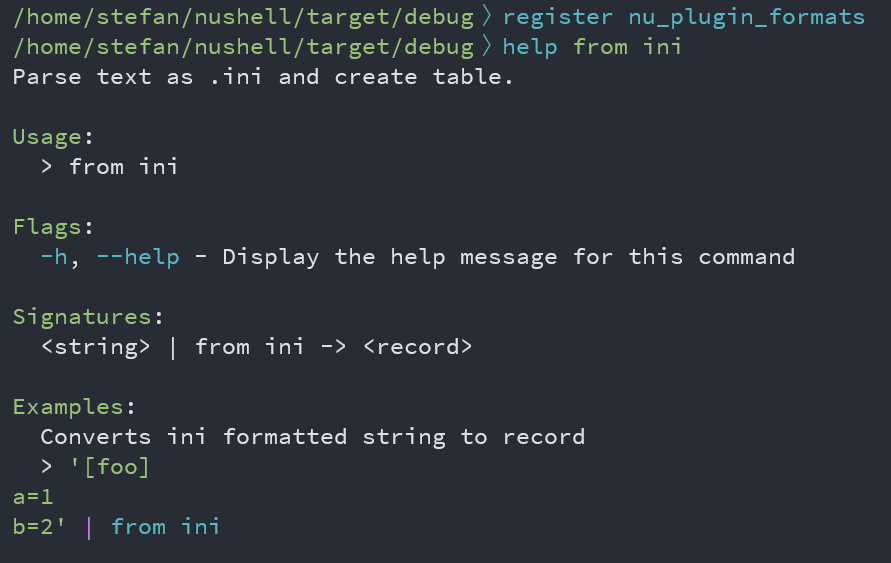 /home/stefan/nushell/target/debug〉register nu_plugin_formats
/home/stefan/nushell/target/debug〉help from ini
Parse text as .ini and create table.

Usage:
  > from ini

Flags:
  -h, --help - Display the help message for this command

Signatures:
  <string> | from ini -> <record>

Examples:
  Converts ini formatted string to record
  > '[foo]
a=1
b=2' | from ini